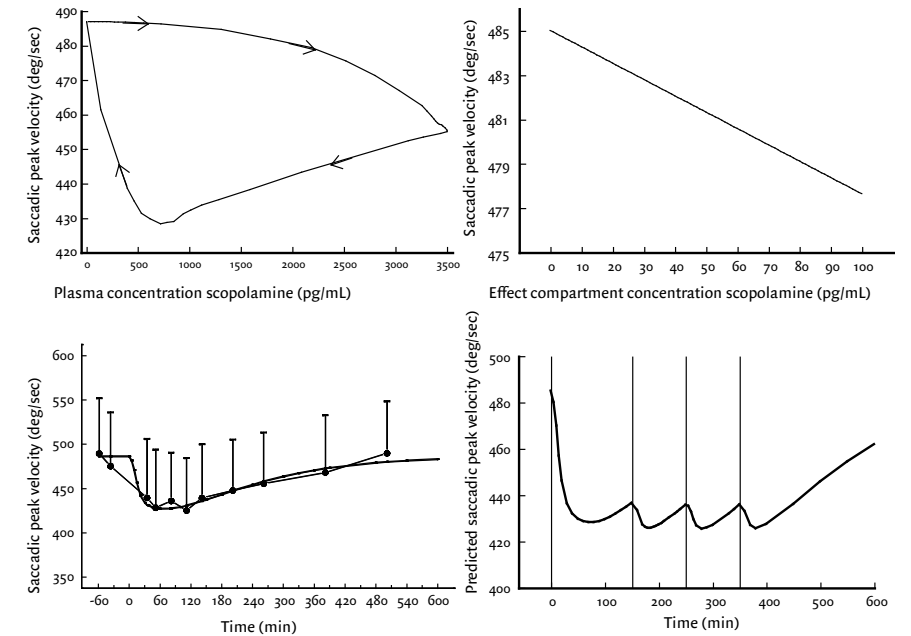 Saccadic peak velocity (deg/sec)
490
480
470
460
450
440
430
420
0 500 1000 1500 2000 2500 3000 3500
Plasma concentration scopolamine (pg/mL)
Saccadic peak velocity (deg/sec)
485
483
481
479
477
475
0 10 20 30 40 50 60 70 80 90 100
Effect compartment concentration scopolamine (pg/mL)
Saccadic peak velocity (deg/sec)
600
550
500
450
400
350
-60 0 60 120 180 240 300 360 420 480 540 600
Time (min)
Predicted saccadic peak velocity (deg/sec)
500
480
460
440
420
400
0 100 200 300 400 500 600
Time (min)